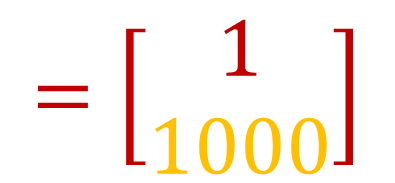 = [ 1
1000 ]